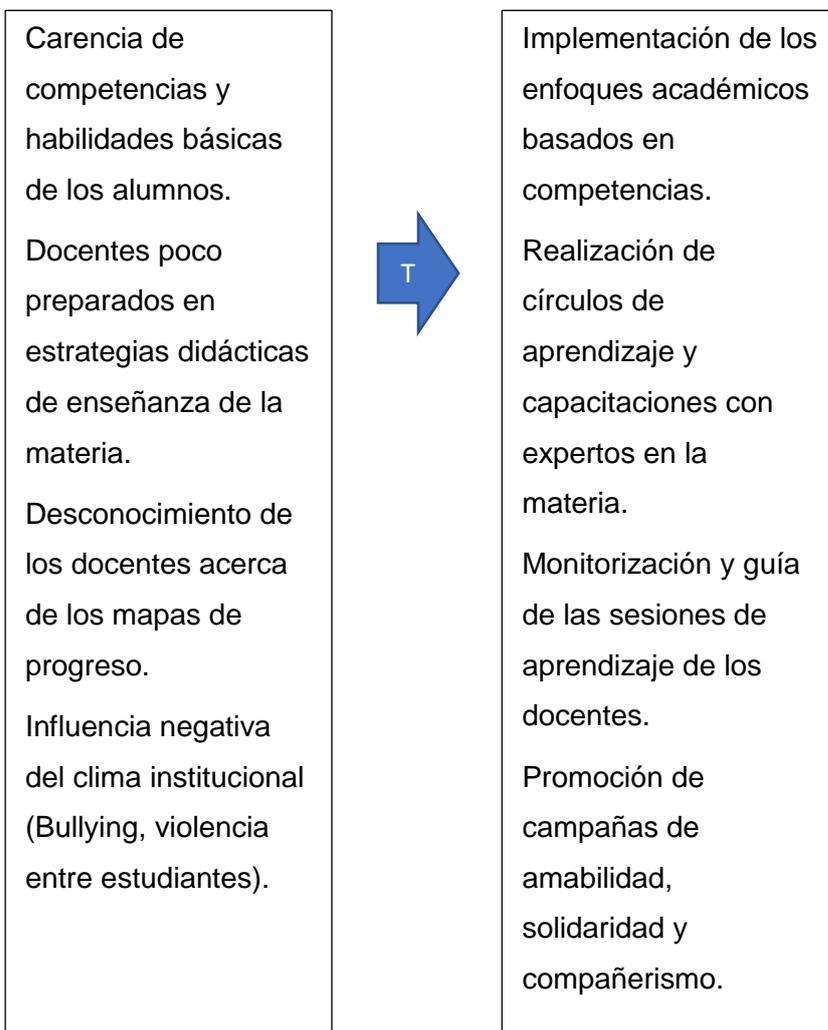 Carencia de
competencias y
habilidades básicas
de los alumnos.
Docentes poco
preparados en
estrategias didácticas
de enseñanza de la
materia.
Desconocimiento de
los docentes acerca
de los mapas de
progreso.
Influencia negativa
del clima institucional
(Bullying, violencia
entre estudiantes).
T
Implementación de los
enfoques académicos
basados en
competencias.
Realización de
círculos de
aprendizaje y
capacitaciones con
expertos en la
materia.
Monitorización y guía
de las sesiones de
aprendizaje de los
docentes.
Promoción de
campañas de
amabilidad,
solidaridad y
compañerismo.